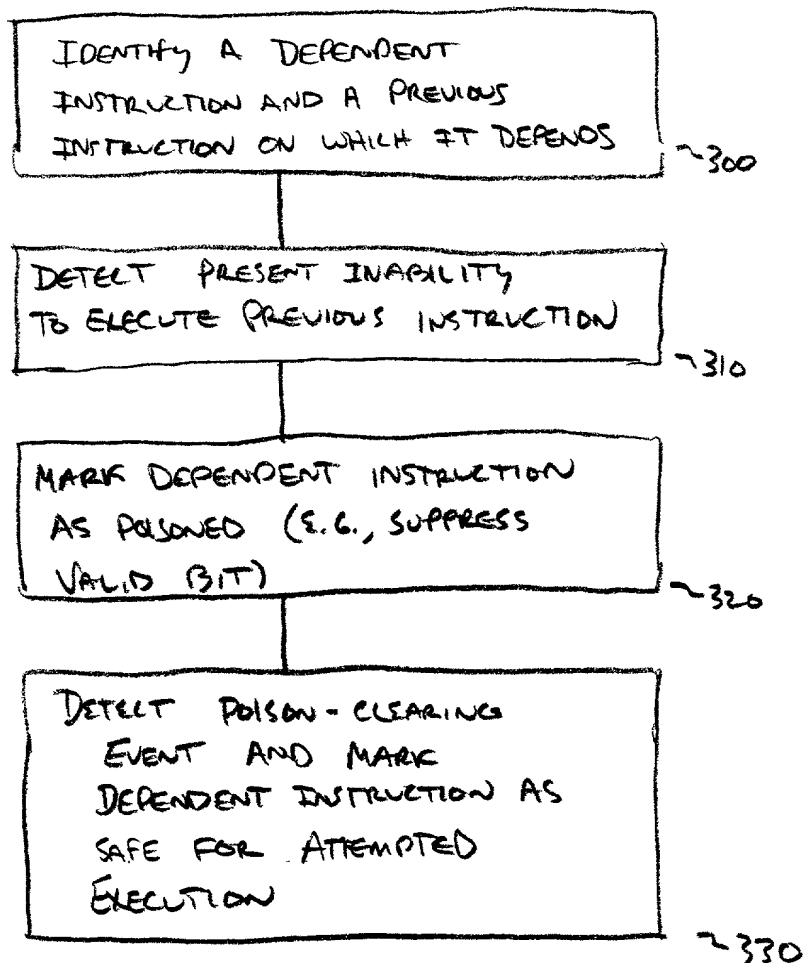 IDENTIFY A DEPENDENT
INSTRUCTION AND A PREVIOUS
INSTRUCTION ON WHICH IT DEPENDS
300
DETECT PRESENT INABILITY
TO EXECUTE PREVIOUS INSTRUCTION
310
MARK DEPENDENT INSTRUCTION
AS POISONED (E.G., SUPPRESS
VALID BIT)
320
DETECT POISON-CLEARING
EVENT AND MARK
DEPENDENT INSTRUCTION AS
SAFE FOR ATTEMPTED
EXECUTION
330